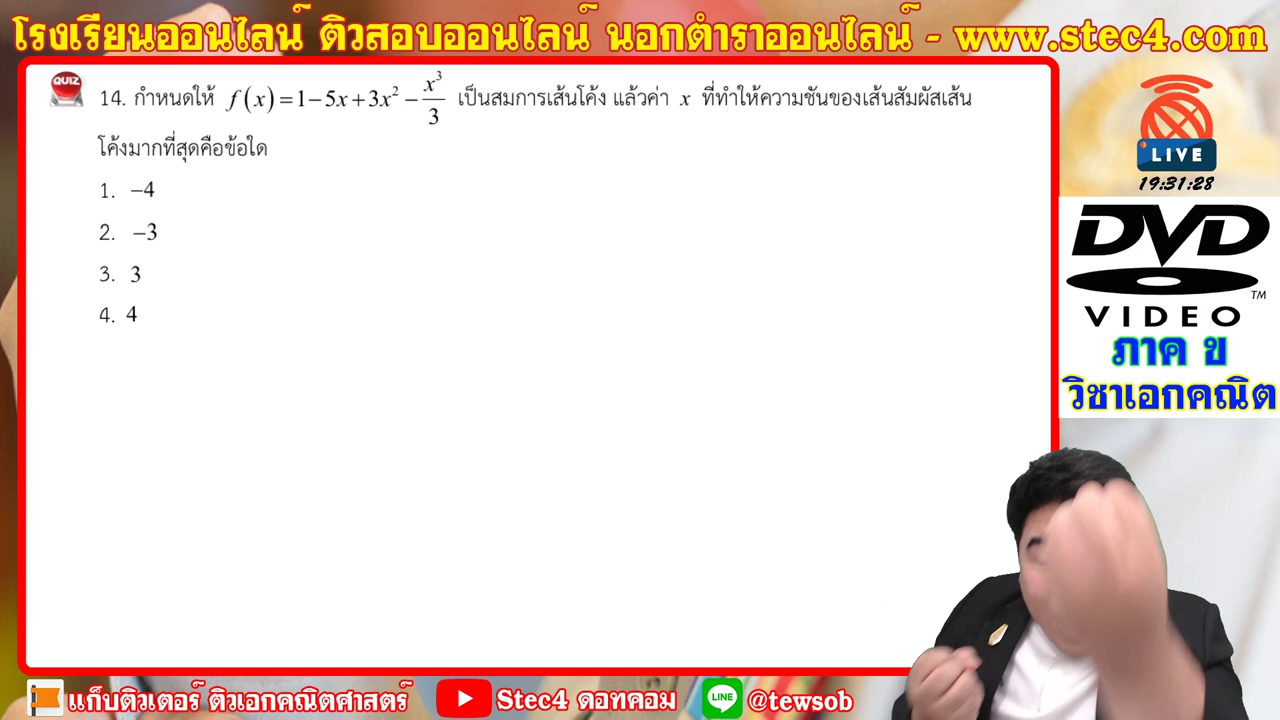 โรงเรียนออนไลน์ ติวสอบออนไลน์ นอกตำราออนไลน์ - www.stec4.com
QUIZ
14. กำหนดให้ f(x)=1−5x+3x²−x³/3 เป็นสมการเส้นโค้ง แล้วค่า x ที่ทำให้ความชันของเส้นสัมผัสเส้น
โค้งมากที่สุดคือข้อใด
1. −4
2. −3
3. 3
4. 4
LIVE
19:31:28
DVD
TM
VIDEO
ภาค ข
วิชาเอกคณิต
แก็บติวเตอร์ ติวเอกคณิตศาสตร์
Stec4 ดอทคอม
LINE
@tewsob